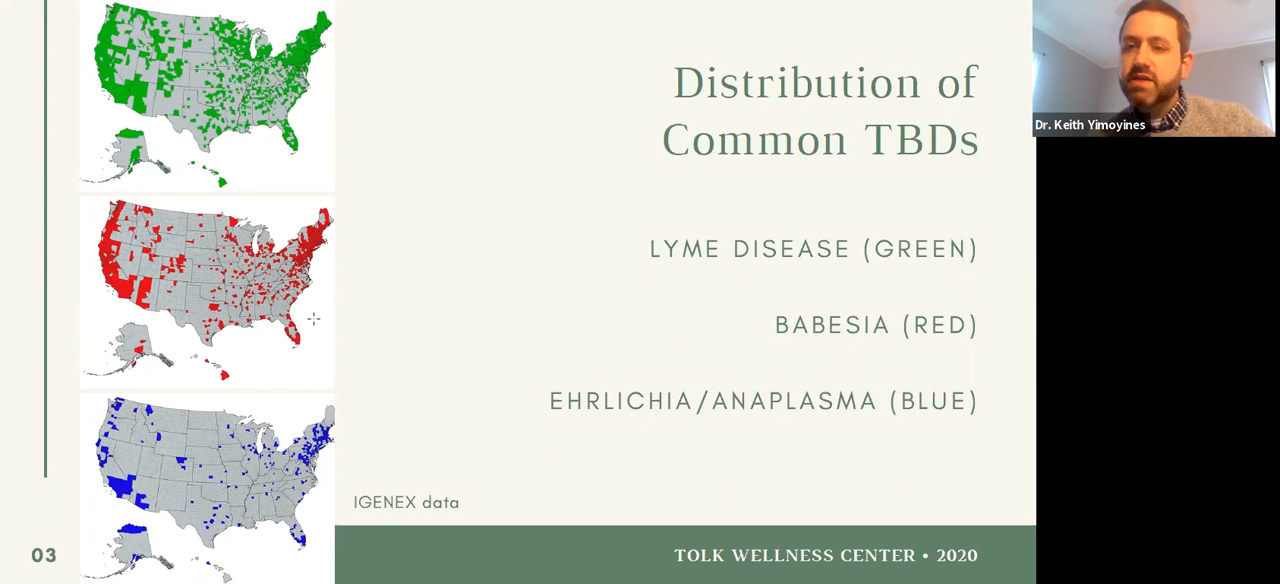 Distribution of
Common TBDs
LYME DISEASE (GREEN)
BABESIA (RED)
EHRLICHIA/ANAPLASMA (BLUE)
IGENEX data
03
TOLK WELLNESS CENTER • 2020
Dr. Keith Yimoyines